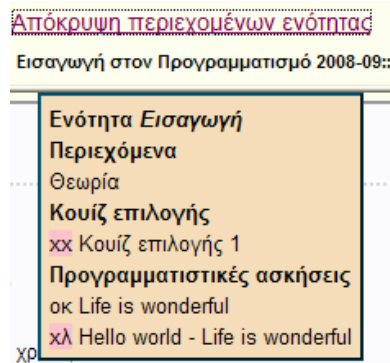 Απόκρυψη περιεχομένων ενότητας
Εισαγωγή στον Προγραμματισμό 2008-09::
Ενότητα Εισαγωγή
Περιεχόμενα
Θεωρία
Κουίζ επιλογής
χχ Κουίζ επιλογής 1
Προγραμματιστικές ασκήσεις
οκ Life is wonderful
χλ Hello world - Life is wonderful
χρ